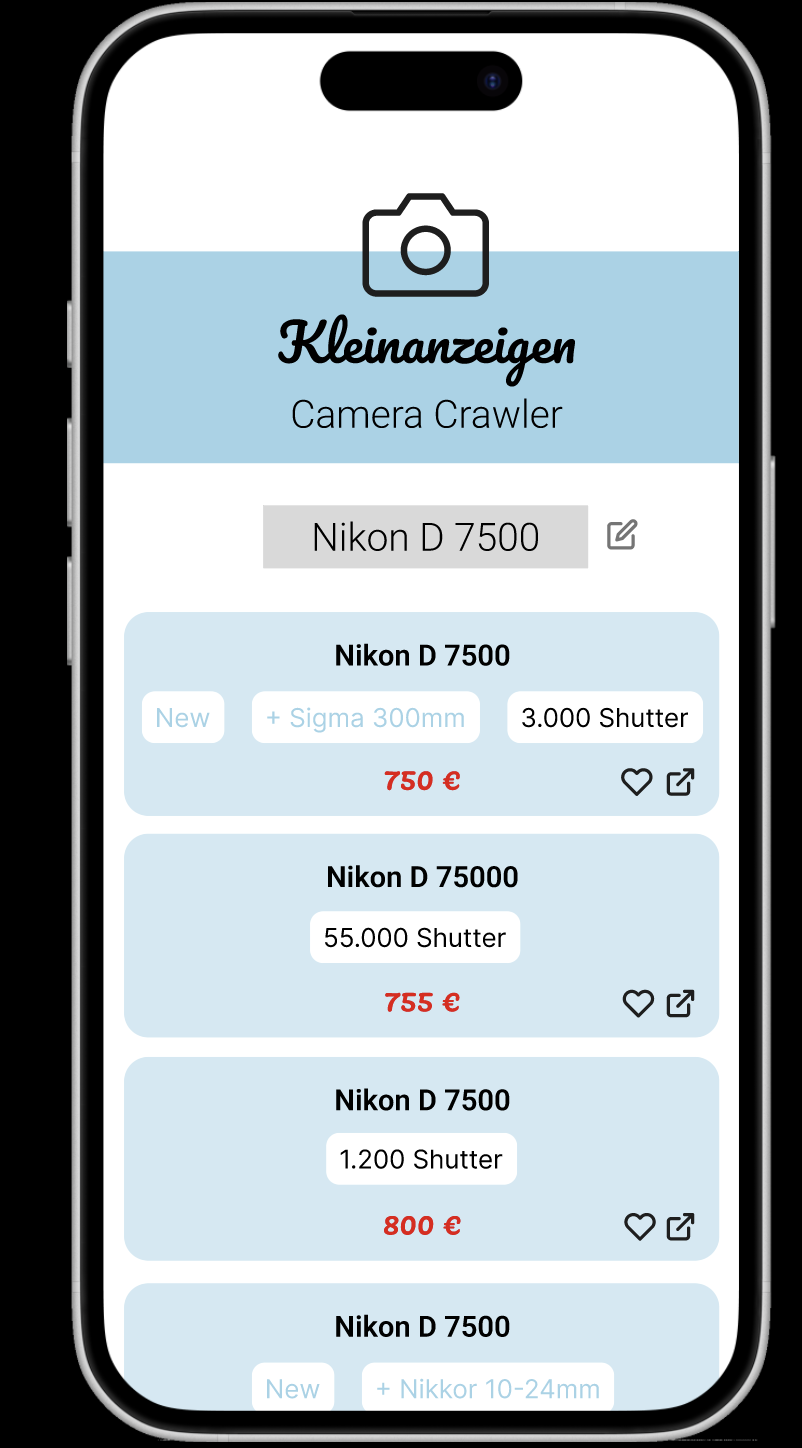 Kleinanzeigen
Camera Crawler
Nikon D 7500
Nikon D 7500
New + Sigma 300mm 3.000 Shutter
750 €
Nikon D 75000
55.000 Shutter
755 €
Nikon D 7500
1.200 Shutter
800 €
Nikon D 7500
New + Nikkor 10-24mm